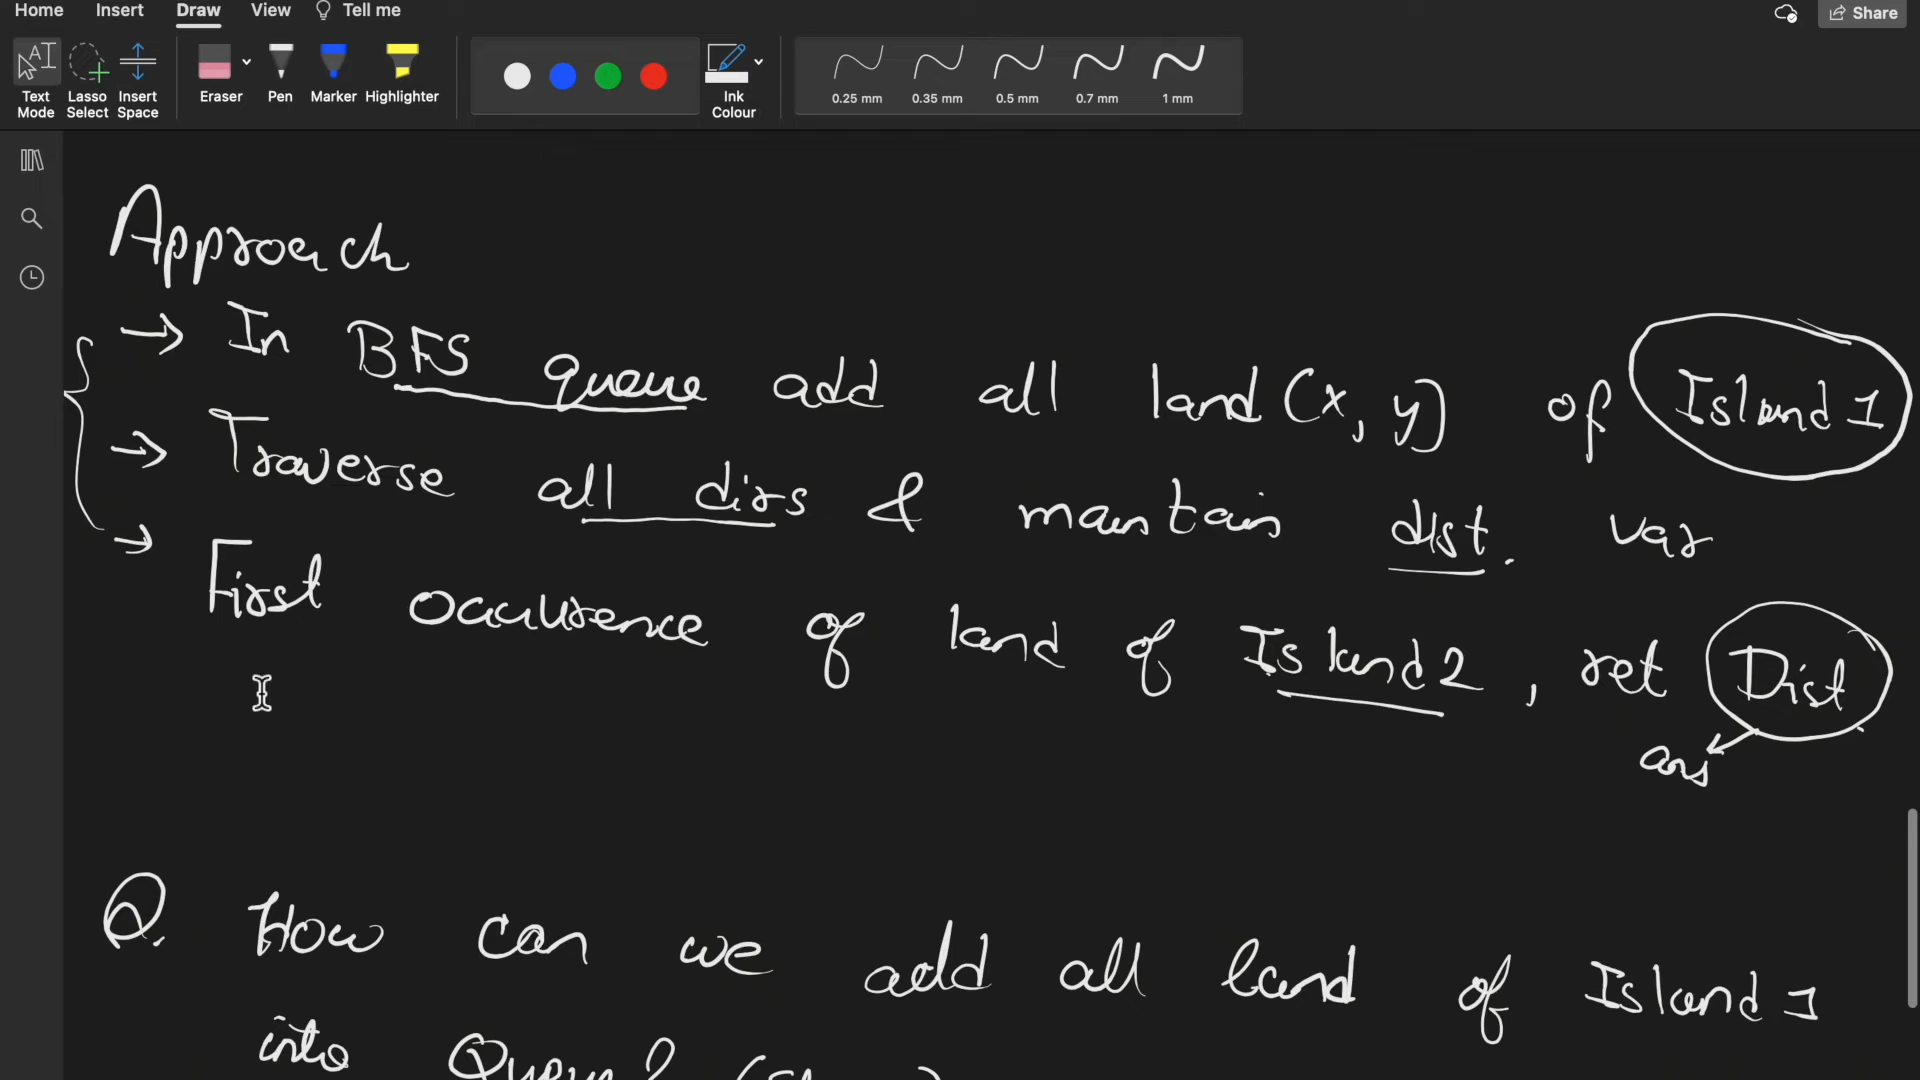 Home Insert Draw View Tell me Share
Text Mode Lasso Select Insert Space Eraser Pen Marker Highlighter Ink Colour 0.25 mm 0.35 mm 0.5 mm 0.7 mm 1 mm
Approach
→ In BFS queue add all land (x, y) of Island 1
→ Traverse all dirs & maintain dist. var
→ First occurence of land of Island 2, ret Dist
ans
Q. How can we add all land of Island 1
into